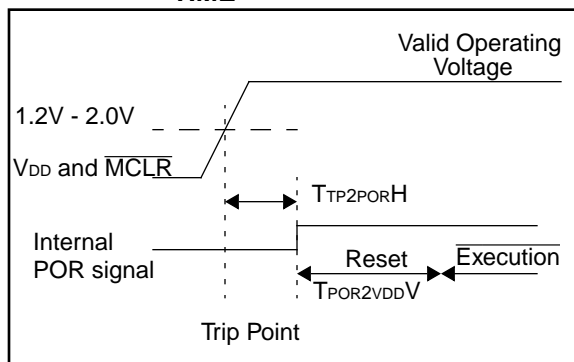 Valid Operating
Voltage
1.2V - 2.0V
VDD and MCLR
TTP2PORH
Internal
POR signal
Reset
Execution
TPOR2VDDV
Trip Point